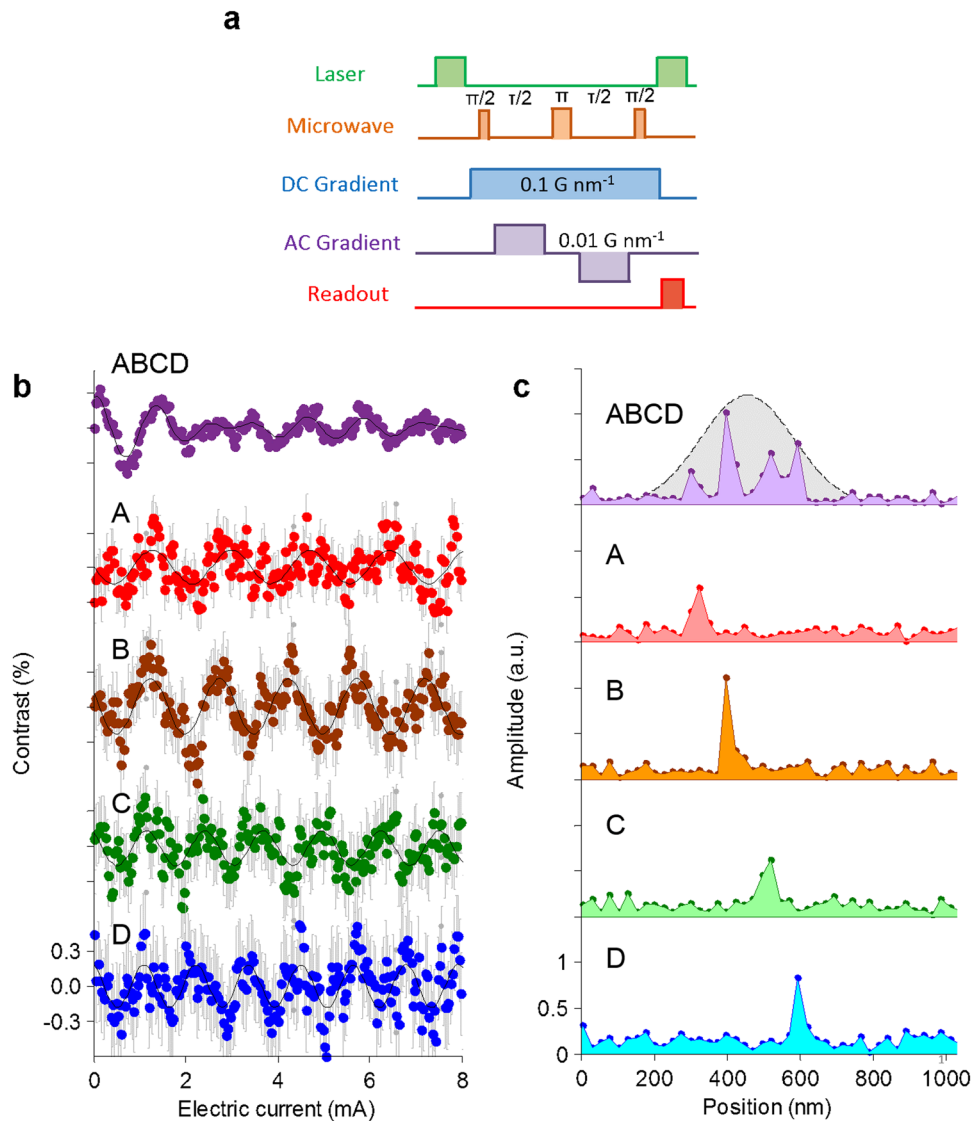 a
Laser
π/2 τ/2 π τ/2 π/2
Microwave
DC Gradient
0.1 G nm⁻¹
AC Gradient
0.01 G nm⁻¹
Readout
b
ABCD
A
B
C
D
Contrast (%)
0.3
0.0
-0.3
0 2 4 6 8
Electric current (mA)
c
ABCD
A
B
C
D
Amplitude (a.u.)
1
0.5
0
0 200 400 600 800 1000
Position (nm)